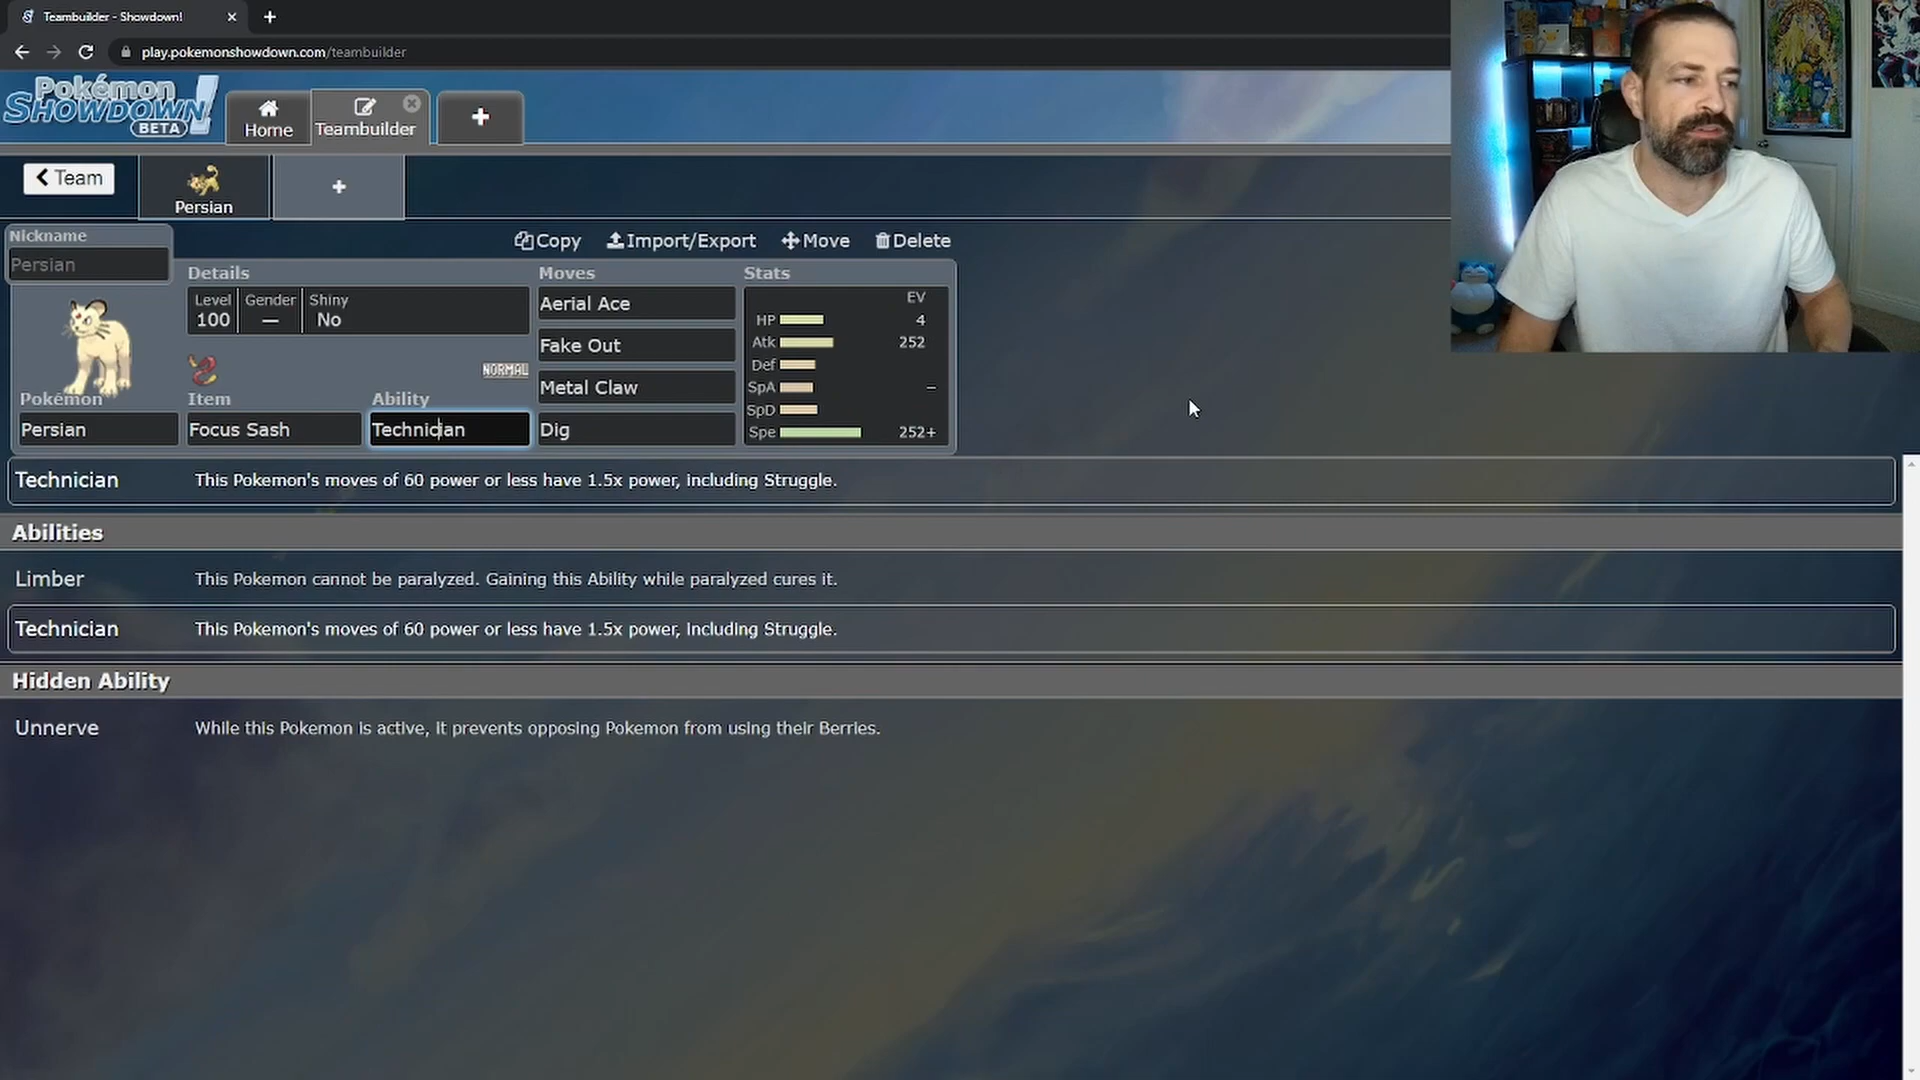 Teambuilder - Showdown!
play.pokemonshowdown.com/teambuilder
Pokémon
SHOWDOWN!
BETA
Home
Teambuilder
Team
Persian
Nickname
Persian
Copy
Import/Export
Move
Delete
Details
Moves
Stats
Level
Gender
Shiny
100
—
No
Aerial Ace
Fake Out
Metal Claw
Dig
EV
HP 4
Atk 252
Def
SpA –
SpD
Spe 252+
NORMAL
Pokémon
Item
Ability
Persian
Focus Sash
Technician
Technician This Pokemon's moves of 60 power or less have 1.5x power, including Struggle.
Abilities
Limber This Pokemon cannot be paralyzed. Gaining this Ability while paralyzed cures it.
Technician This Pokemon's moves of 60 power or less have 1.5x power, including Struggle.
Hidden Ability
Unnerve While this Pokemon is active, it prevents opposing Pokemon from using their Berries.